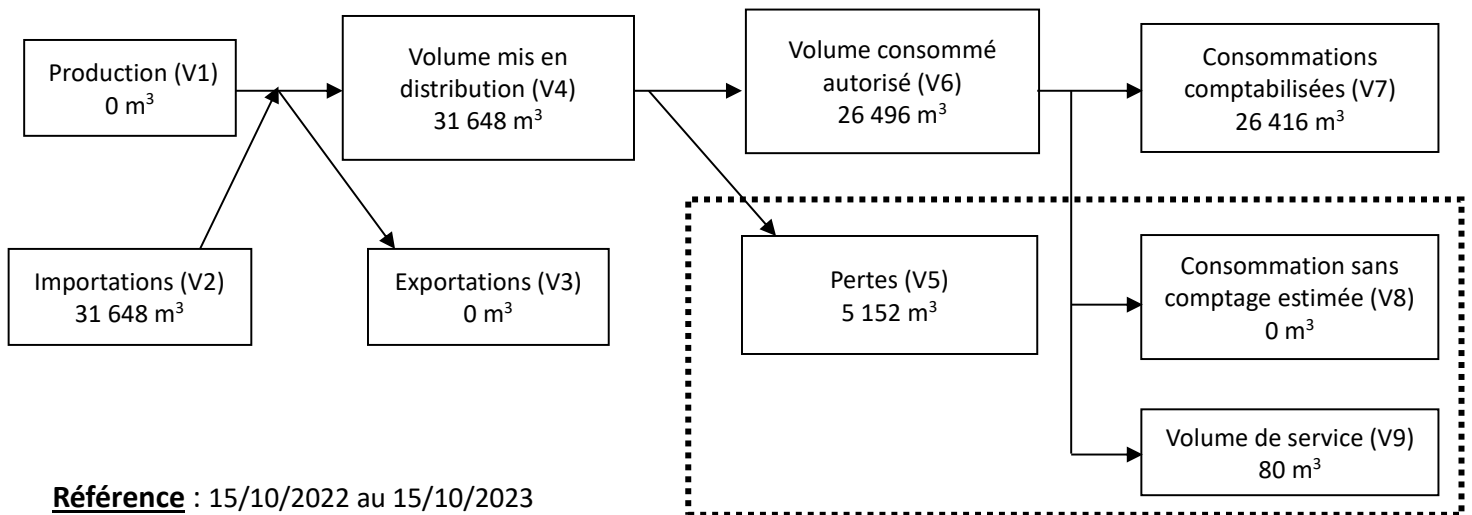 Production (V1)
0 m³
Volume mis en
distribution (V4)
31 648 m³
Volume consommé
autorisé (V6)
26 496 m³
Consommations
comptabilisées (V7)
26 416 m³
Importations (V2)
31 648 m³
Exportations (V3)
0 m³
Pertes (V5)
5 152 m³
Consommation sans
comptage estimée (V8)
0 m³
Volume de service (V9)
80 m³
Référence : 15/10/2022 au 15/10/2023